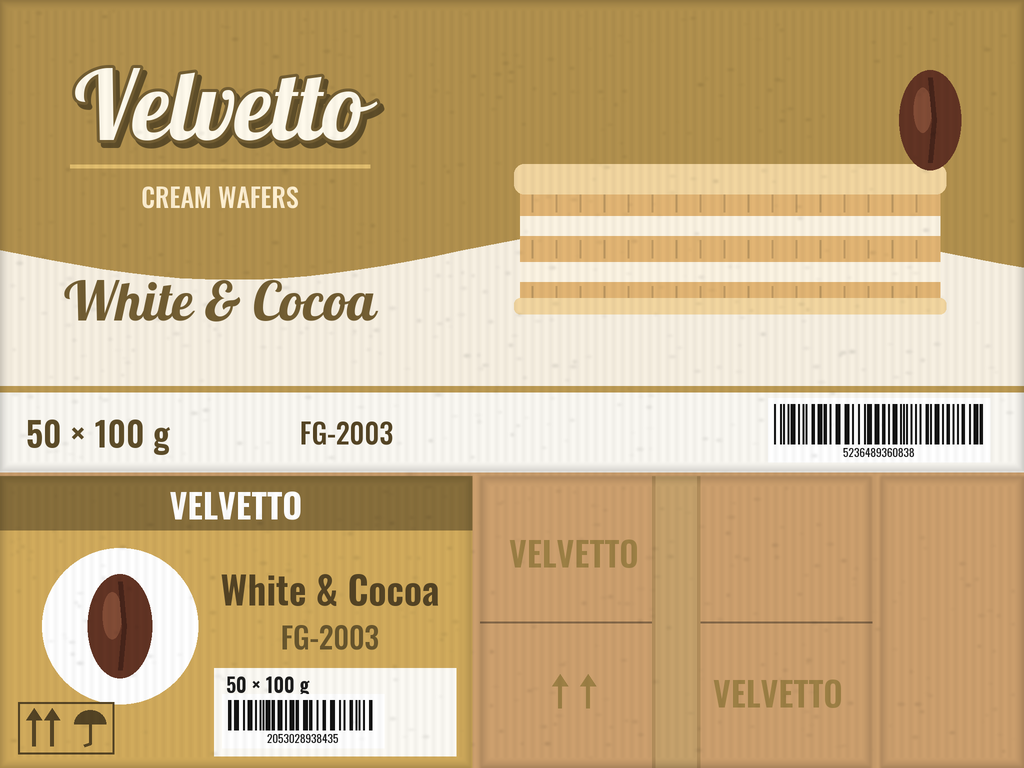 Velvetto
CREAM WAFERS
White & Cocoa
50 × 100 g
FG-2003
5236489360838
VELVETTO
White & Cocoa
FG-2003
50 × 100 g
2053028938435
VELVETTO
VELVETTO